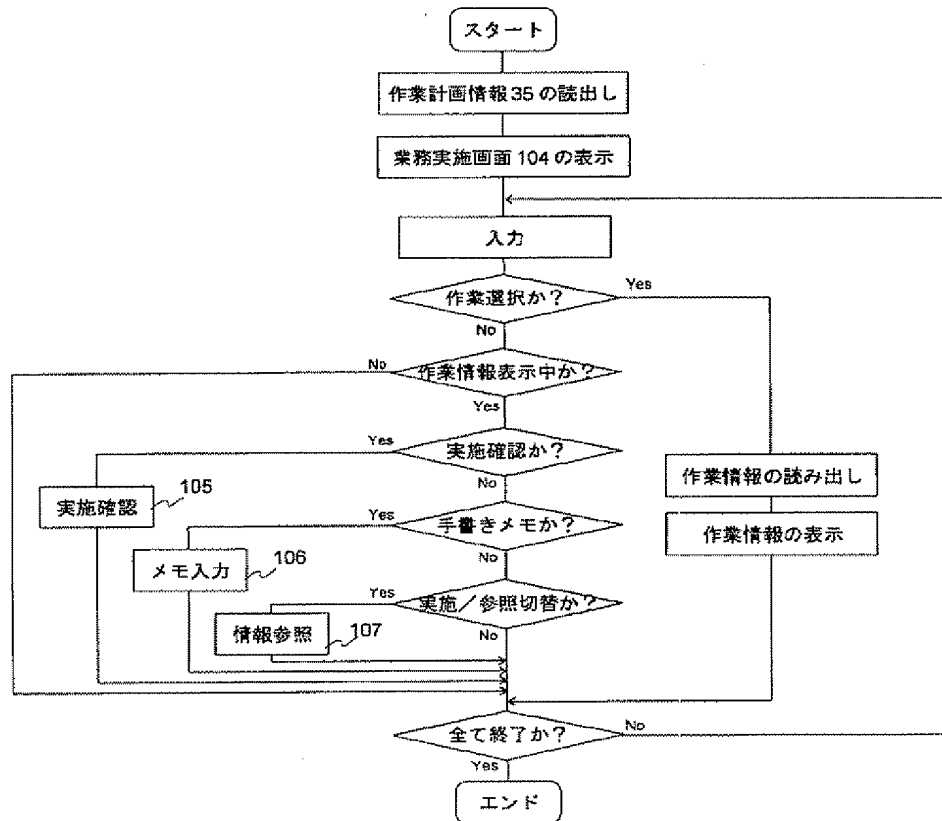 スタート
作業計画情報35の読出し
業務実施画面104の表示
入力
作業選択か?
Yes
No
No
作業情報表示中か?
Yes
Yes
実施確認か?
No
作業情報の読み出し
実施確認
105
Yes
手書きメモか?
作業情報の表示
No
メモ入力
106
Yes
実施/参照切替か?
情報参照
107
No
全て終了か?
No
Yes
エンド